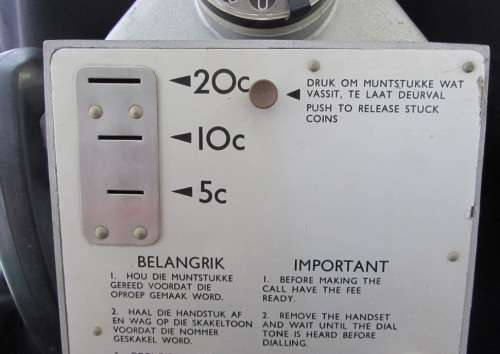 20c
DRUK OM MUNTSTUKKE WAT
VASSIT, TE LAAT DEURVAL
PUSH TO RELEASE STUCK
COINS
10c
5c
BELANGRIK
1. HOU DIE MUNTSTUKKE
GEREED VOORDAT DIE
OPROEP GEMAAK WORD.
2. HAAL DIE HANDSTUK AF
EN WAG OP DIE SKAKELTOON
VOORDAT DIE NOMMER
GESKAKEL WORD.
IMPORTANT
1. BEFORE MAKING THE
CALL HAVE THE FEE
READY.
2. REMOVE THE HANDSET
AND WAIT UNTIL THE DIAL
TONE IS HEARD BEFORE
DIALLING.